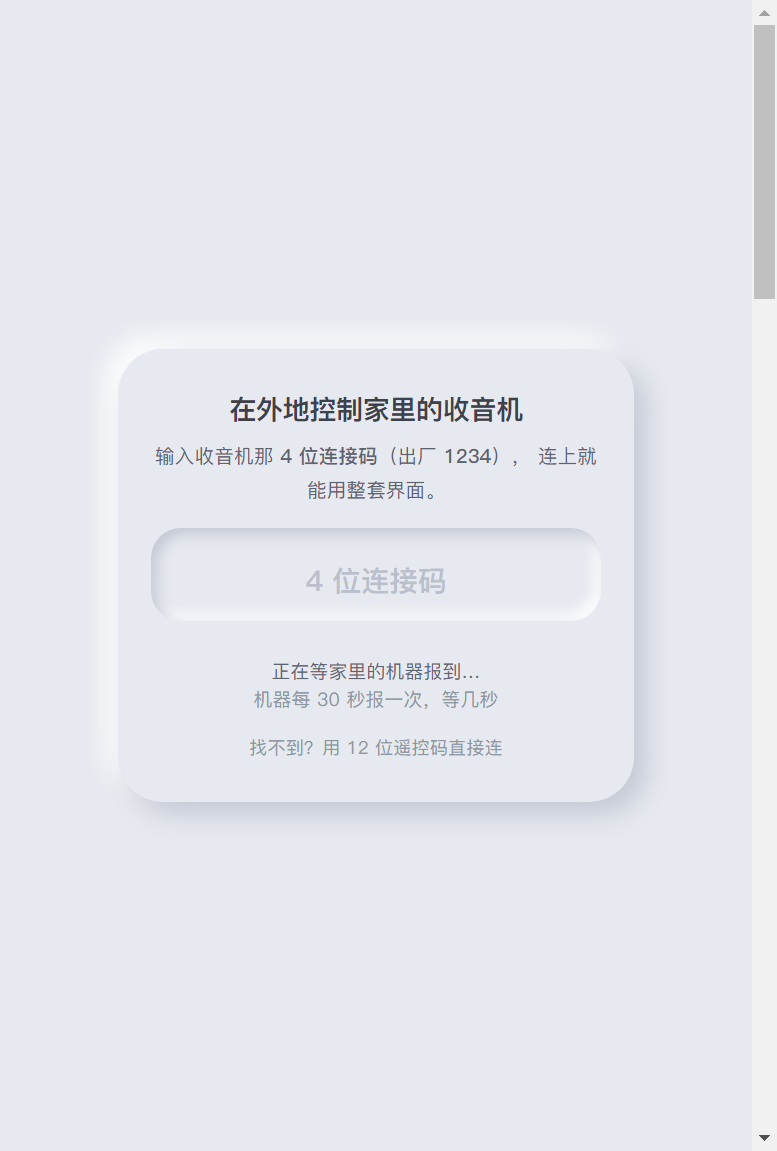 在外地控制家里的收音机
输入收音机那 4 位连接码（出厂 1234）， 连上就
能用整套界面。
4 位连接码
正在等家里的机器报到…
机器每 30 秒报一次，等几秒
找不到？用 12 位遥控码直接连